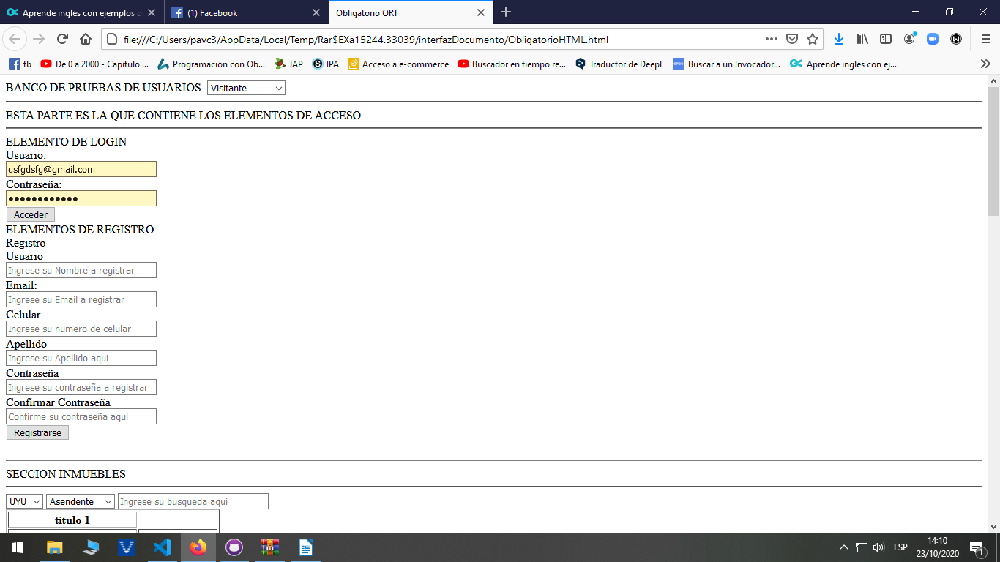 Aprende inglés con ejemplos d
(1) Facebook
Obligatorio ORT
file:///C:/Users/pavc3/AppData/Local/Temp/Rar$EXa15244.33039/interfazDocumento/ObligatorioHTML.html
fb
De 0 a 2000 - Capítulo ...
Programación con Ob...
JAP
IPA
Acceso a e-commerce
Buscador en tiempo re...
Traductor de DeepL
Buscar a un Invocador...
Aprende inglés con ej...
BANCO DE PRUEBAS DE USUARIOS. Visitante
ESTA PARTE ES LA QUE CONTIENE LOS ELEMENTOS DE ACCESO
ELEMENTO DE LOGIN
Usuario:
dsfgdsfg@gmail.com
Contraseña:
●●●●●●●●●●●●
Acceder
ELEMENTOS DE REGISTRO
Registro
Usuario
Ingrese su Nombre a registrar
Email:
Ingrese su Email a registrar
Celular
Ingrese su numero de celular
Apellido
Ingrese su Apellido aqui
Contraseña
Ingrese su contraseña a registrar
Confirmar Contraseña
Confirme su contraseña aqui
Registrarse
SECCION INMUEBLES
UYU Asendente Ingrese su busqueda aqui
título 1
ESP
14:10
23/10/2020
1